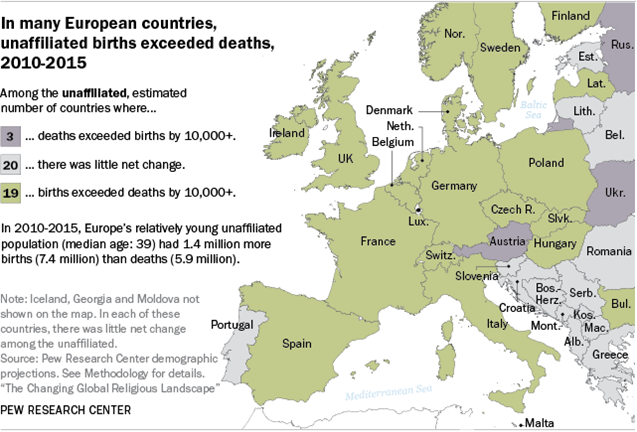 In many European countries,
unaffiliated births exceeded deaths,
2010-2015
Among the unaffiliated, estimated
number of countries where...
3 ... deaths exceeded births by 10,000+.
20 ... there was little net change.
19 ... births exceeded deaths by 10,000+.
In 2010-2015, Europe's relatively young unaffiliated
population (median age: 39) had 1.4 million more
births (7.4 million) than deaths (5.9 million).
Note: Iceland, Georgia and Moldova not
shown on the map. In each of these
countries, there was little net change
among the unaffiliated.
Source: Pew Research Center demographic
projections. See Methodology for details.
“The Changing Global Religious Landscape”
PEW RESEARCH CENTER
Finland
Nor.
Sweden
Rus.
Est.
Lat.
Baltic
Sea
Lith.
Denmark
Neth.
Belgium
Bel.
Ireland
UK
Poland
Germany
Ukr.
Lux.
Czech R.
Slvk.
France
Austria
Hungary
Switz.
Romania
Slovenia
Bos.
Herz.
Serb.
Croatia
Bul.
Kos.
Mont.
Mac.
Italy
Alb.
Portugal
Spain
Greece
Mediterranean Sea
Malta